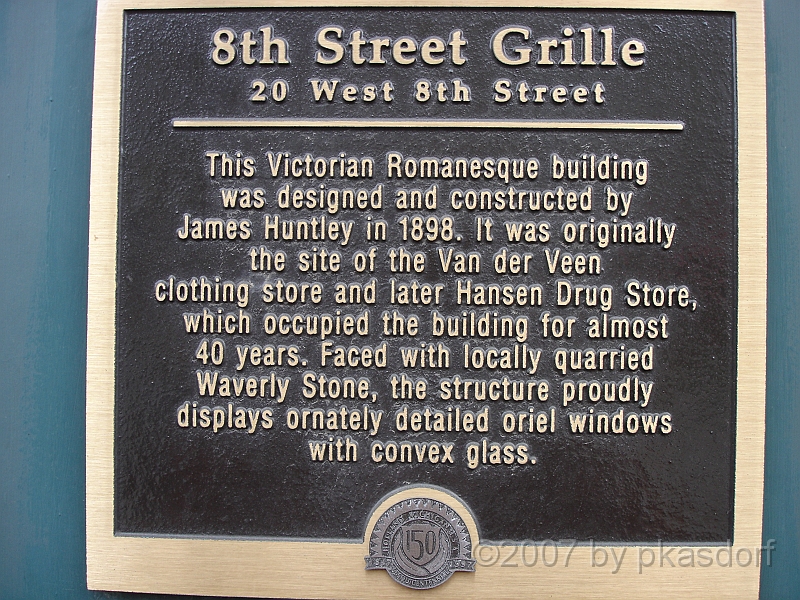 8th Street Grille
20 West 8th Street
This Victorian Romanesque building
was designed and constructed by
James Huntley in 1898. It was originally
the site of the Van der Veen
clothing store and later Hansen Drug Store,
which occupied the building for almost
40 years. Faced with locally quarried
Waverly Stone, the structure proudly
displays ornately detailed oriel windows
with convex glass.
150
©2007 by pkasdorf